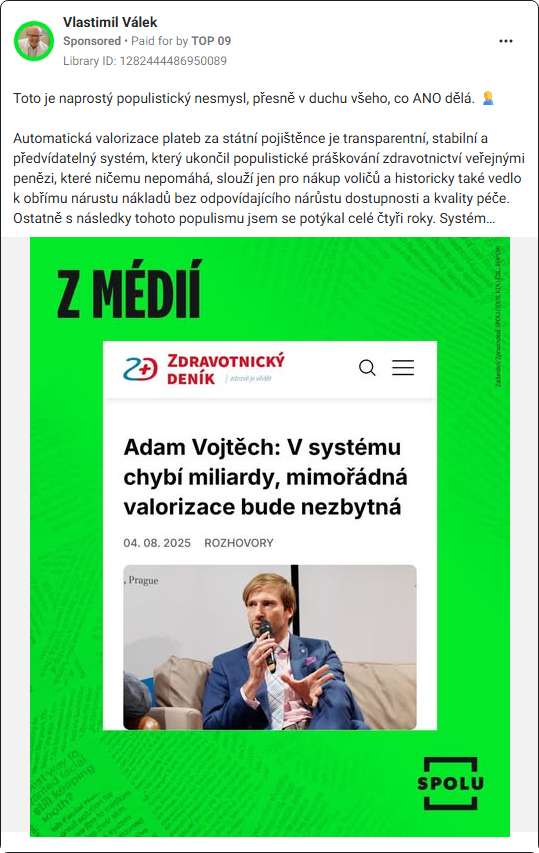 Vlastimil Válek
Sponsored • Paid for by TOP 09
Library ID: 1282444486950089
Toto je naprostý populistický nesmysl, přesně v duchu všeho, co ANO dělá. 🤦‍♂️
Automatická valorizace plateb za státní pojištěnce je transparentní, stabilní a
předvídatelný systém, který ukončil populistické práškování zdravotnictví veřejnými
penězi, které ničemu nepomáhá, slouží jen pro nákup voličů a historicky také vedlo
k obřímu nárustu nákladů bez odpovídajícího nárůstu dostupnosti a kvality péče.
Ostatně s následky tohoto populismu jsem se potýkal celé čtyři roky. Systém...
Z MÉDIÍ
ZDRAVOTNICKÝ
DENÍK
zdravé je vědět
Adam Vojtěch: V systému
chybí miliardy, mimořádná
valorizace bude nezbytná
04. 08. 2025 ROZHOVORY
, Prague
SPOLU